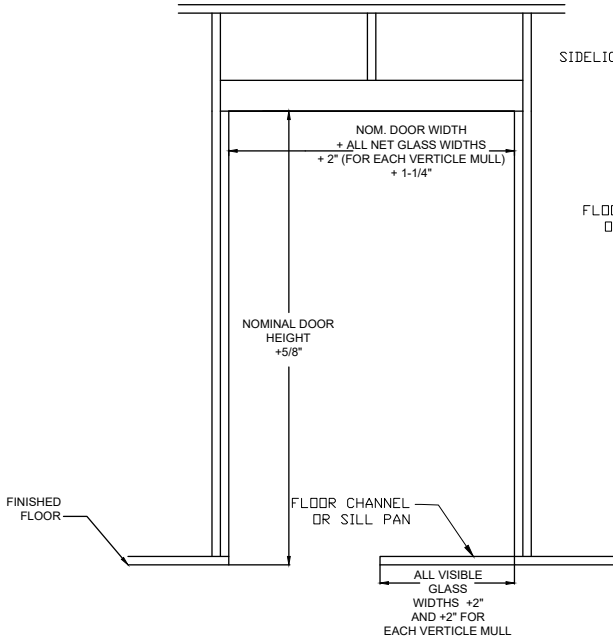 SIDELIG
NOM. DOOR WIDTH
+ ALL NET GLASS WIDTHS
+ 2" (FOR EACH VERTICLE MULL)
+ 1-1/4"
NOMINAL DOOR
HEIGHT
+5/8"
FINISHED
FLOOR
FLOOR CHANNEL
OR SILL PAN
ALL VISIBLE
GLASS
WIDTHS +2"
AND +2" FOR
EACH VERTICLE MULL